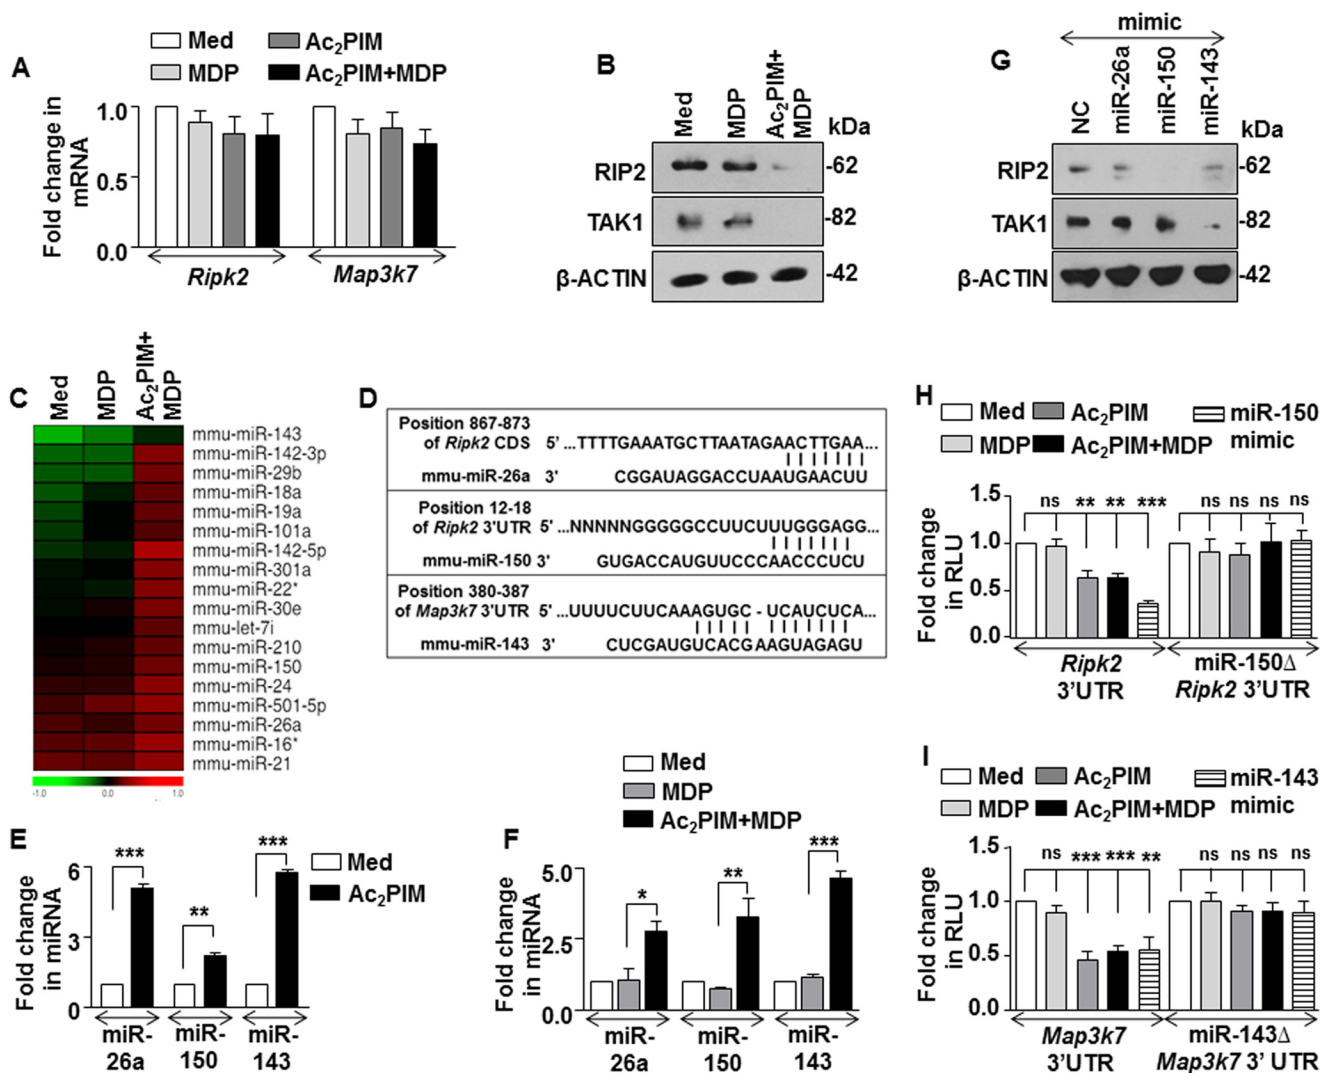 A
Med
Ac2PIM
MDP
Ac2PIM+MDP
Fold change in
mRNA
1.0
0.5
0.0
Ripk2
Map3k7
B
Med
MDP
Ac2PIM+
MDP
kDa
RIP2
-62
TAK1
-82
β-ACTIN
-42
G
mimic
NC
miR-26a
miR-150
miR-143
kDa
RIP2
-62
TAK1
-82
β-ACTIN
-42
C
Med
MDP
Ac2PIM+
MDP
mmu-miR-143
mmu-miR-142-3p
mmu-miR-29b
mmu-miR-18a
mmu-miR-19a
mmu-miR-101a
mmu-miR-142-5p
mmu-miR-301a
mmu-miR-22*
mmu-miR-30e
mmu-let-7i
mmu-miR-210
mmu-miR-150
mmu-miR-24
mmu-miR-501-5p
mmu-miR-26a
mmu-miR-16*
mmu-miR-21
-1.0 0.0 1.0
D
Position 867-873
of Ripk2 CDS 5' ...TTTTGAAATGCTTAATAGAACTTGAA...
mmu-miR-26a 3' CGGAUAGGACCUAAUGAACUU
Position 12-18
of Ripk2 3'UTR 5' ...NNNNNGGGGGCCUUCUUUGGGAGG...
mmu-miR-150 3' GUGACCAUGUUCCCAACCCUCU
Position 380-387
of Map3k7 3'UTR 5' ...UUUUCUUCAAAGUGC - UCAUCUCA...
mmu-miR-143 3' CUCGAUGUCACGAAGUAGAGU
H
Med
Ac2PIM
miR-150
MDP
Ac2PIM+MDP
mimic
Fold change
in RLU
1.5
1.0
0.5
0.0
ns ** ** *** ns ns ns ns
Ripk2
3'UTR
miR-150Δ
Ripk2 3'UTR
E
Med
Ac2PIM
Fold change
in miRNA
6
3
0
*** ** ***
miR-
26a
miR-
150
miR-
143
F
Med
MDP
Ac2PIM+MDP
Fold change
in miRNA
5.0
2.5
0.0
* ** ***
miR-
26a
miR-
150
miR-
143
I
Med
Ac2PIM
miR-143
MDP
Ac2PIM+MDP
mimic
Fold change
in RLU
1.5
1.0
0.5
0.0
ns *** *** ** ns ns ns ns
Map3k7
3'UTR
miR-143Δ
Map3k7 3' UTR